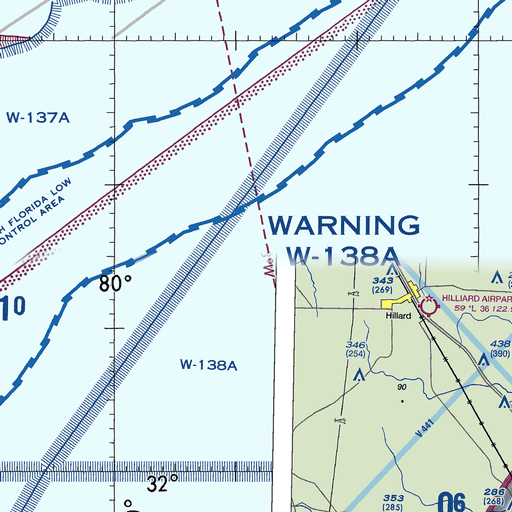 W-137A
H FLORIDA LOW
CONTROL AREA
WARNING
W-138A
80°
10
W-138A
32°
343
(269)
HILLIARD AIRPAR
59 *L 36 122.9
Hillard
346
(254)
438
(390)
90
V 441
353
(285)
06
286
(268)